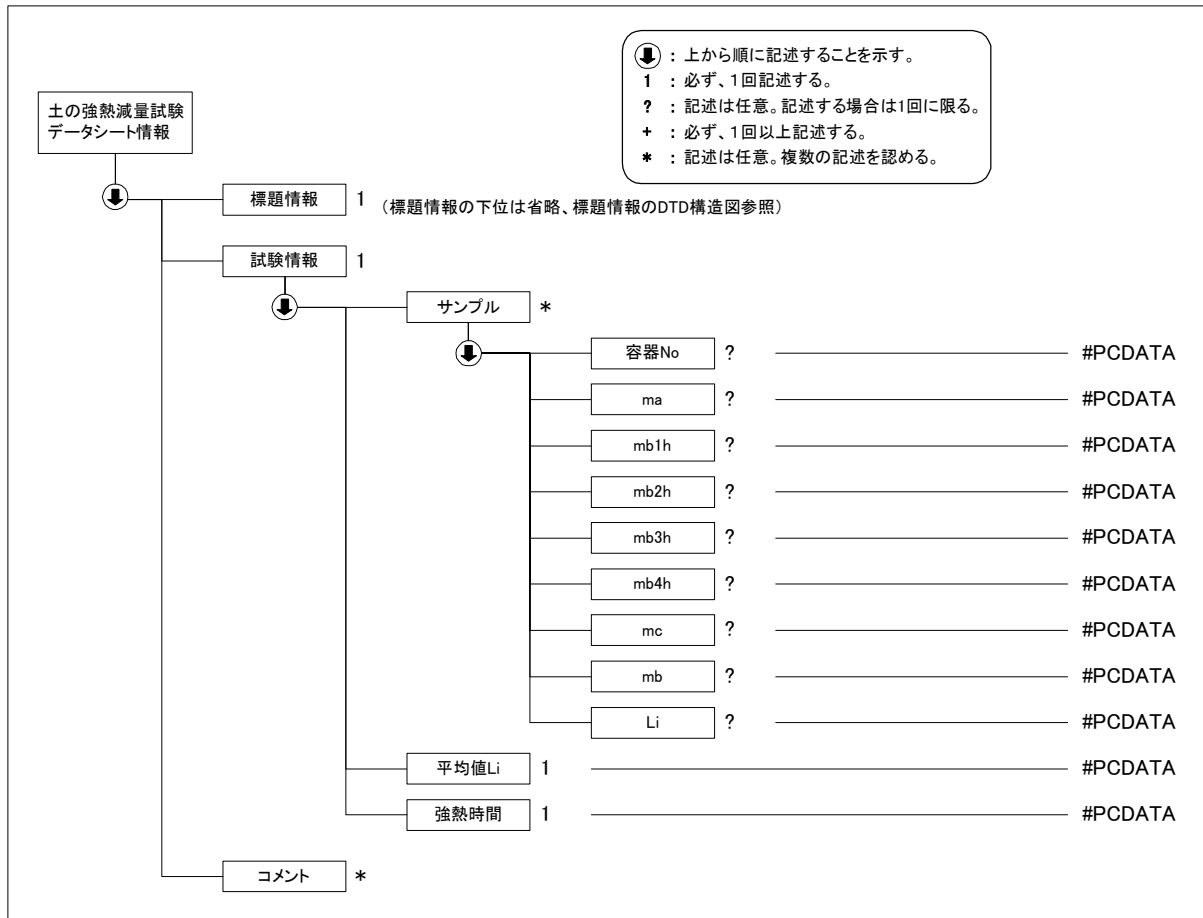 : 上から順に記述することを示す。
1 : 必ず、1回記述する。
? : 記述は任意。記述する場合は1回に限る。
+ : 必ず、1回以上記述する。
* : 記述は任意。複数の記述を認める。
土の強熱減量試験
データシート情報
標題情報 1 (標題情報の下位は省略、標題情報のDTD構造図参照)
試験情報 1
サンプル *
容器No ? #PCDATA
ma ? #PCDATA
mb1h ? #PCDATA
mb2h ? #PCDATA
mb3h ? #PCDATA
mb4h ? #PCDATA
mc ? #PCDATA
mb ? #PCDATA
Li ? #PCDATA
平均値Li 1 #PCDATA
強熱時間 1 #PCDATA
コメント *